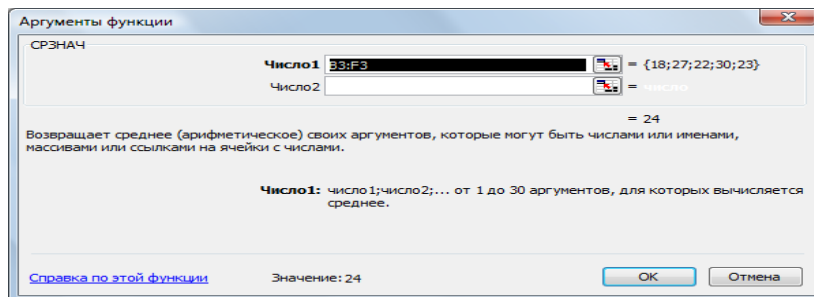 Аргументы функции
СРЗНАЧ
Число1 B3:F3 = {18;27;22;30;23}
Число2 = число
= 24
Возвращает среднее (арифметическое) своих аргументов, которые могут быть числами или именами,
массивами или ссылками на ячейки с числами.
Число1: число1;число2;... от 1 до 30 аргументов, для которых вычисляется
среднее.
Справка по этой функции Значение: 24 ОК Отмена